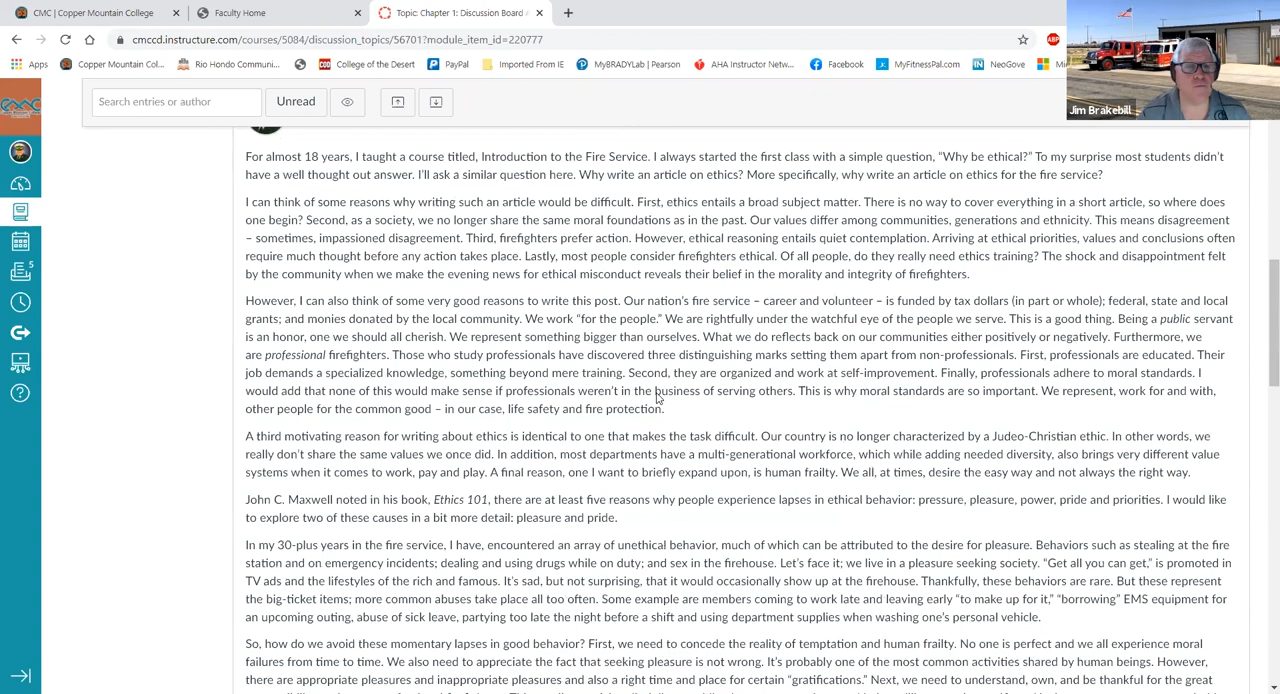 CMC | Copper Mountain College
Faculty Home
Topic: Chapter 1: Discussion Board
cmccd.instructure.com/courses/5084/discussion_topics/56701?module_item_id=220777
ABP
Apps
Copper Mountain Col...
Rio Hondo Communi...
COD
College of the Desert
PayPal
Imported From IE
MyBRADYLab | Pearson
AHA Instructor Netw...
Facebook
MyFitnessPal.com
IN
NeoGov
Jim Brakebill
CMC
Search entries or author
Unread
5
For almost 18 years, I taught a course titled, Introduction to the Fire Service. I always started the first class with a simple question, “Why be ethical?” To my surprise most students didn’t
have a well thought out answer. I’ll ask a similar question here. Why write an article on ethics? More specifically, why write an article on ethics for the fire service?
I can think of some reasons why writing such an article would be difficult. First, ethics entails a broad subject matter. There is no way to cover everything in a short article, so where does
one begin? Second, as a society, we no longer share the same moral foundations as in the past. Our values differ among communities, generations and ethnicity. This means disagreement
– sometimes, impassioned disagreement. Third, firefighters prefer action. However, ethical reasoning entails quiet contemplation. Arriving at ethical priorities, values and conclusions often
require much thought before any action takes place. Lastly, most people consider firefighters ethical. Of all people, do they really need ethics training? The shock and disappointment felt
by the community when we make the evening news for ethical misconduct reveals their belief in the morality and integrity of firefighters.
However, I can also think of some very good reasons to write this post. Our nation’s fire service – career and volunteer – is funded by tax dollars (in part or whole); federal, state and local
grants; and monies donated by the local community. We work “for the people.” We are rightfully under the watchful eye of the people we serve. This is a good thing. Being a public servant
is an honor, one we should all cherish. We represent something bigger than ourselves. What we do reflects back on our communities either positively or negatively. Furthermore, we
are professional firefighters. Those who study professionals have discovered three distinguishing marks setting them apart from non-professionals. First, professionals are educated. Their
job demands a specialized knowledge, something beyond mere training. Second, they are organized and work at self-improvement. Finally, professionals adhere to moral standards. I
would add that none of this would make sense if professionals weren’t in the business of serving others. This is why moral standards are so important. We represent, work for and with,
other people for the common good – in our case, life safety and fire protection.
A third motivating reason for writing about ethics is identical to one that makes the task difficult. Our country is no longer characterized by a Judeo-Christian ethic. In other words, we
really don’t share the same values we once did. In addition, most departments have a multi-generational workforce, which while adding needed diversity, also brings very different value
systems when it comes to work, pay and play. A final reason, one I want to briefly expand upon, is human frailty. We all, at times, desire the easy way and not always the right way.
John C. Maxwell noted in his book, Ethics 101, there are at least five reasons why people experience lapses in ethical behavior: pressure, pleasure, power, pride and priorities. I would like
to explore two of these causes in a bit more detail: pleasure and pride.
In my 30-plus years in the fire service, I have, encountered an array of unethical behavior, much of which can be attributed to the desire for pleasure. Behaviors such as stealing at the fire
station and on emergency incidents; dealing and using drugs while on duty; and sex in the firehouse. Let’s face it; we live in a pleasure seeking society. “Get all you can get,” is promoted in
TV ads and the lifestyles of the rich and famous. It’s sad, but not surprising, that it would occasionally show up at the firehouse. Thankfully, these behaviors are rare. But these represent
the big-ticket items; more common abuses take place all too often. Some example are members coming to work late and leaving early “to make up for it,” “borrowing” EMS equipment for
an upcoming outing, abuse of sick leave, partying too late the night before a shift and using department supplies when washing one’s personal vehicle.
So, how do we avoid these momentary lapses in good behavior? First, we need to concede the reality of temptation and human frailty. No one is perfect and we all experience moral
failures from time to time. We also need to appreciate the fact that seeking pleasure is not wrong. It’s probably one of the most common activities shared by human beings. However,
there are appropriate pleasures and inappropriate pleasures and also a right time and place for certain “gratifications.” Next, we need to understand, own, and be thankful for the great